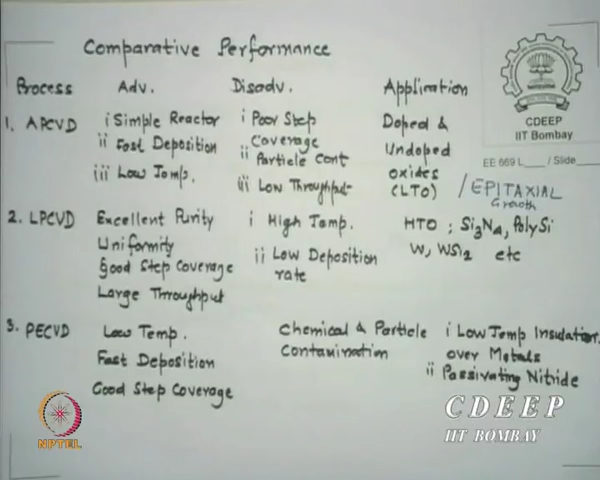 Comparative Performance
Process Adv. Disadv. Application
1. APCVD i Simple Reactor i Poor Step Doped &
ii Fast Deposition Coverage Undoped
ii Particle Cont oxides
iii Low Temp. iii Low Throughput (LTO) / EPITAXIAL
Growth
2. LPCVD Excellent Purity i High Temp. HTO ; Si3N4, PolySi
Uniformity ii Low Deposition W, WSi2 etc
Good Step Coverage rate
Large Throughput
3. PECVD Low Temp. Chemical & Particle i Low Temp Insulation
Fast Deposition Contamination over Metals
Good Step Coverage ii Passivating Nitride
CDEEP
IIT Bombay
EE 669 L___ / Slide___
NPTEL
CDEEP
IIT BOMBAY